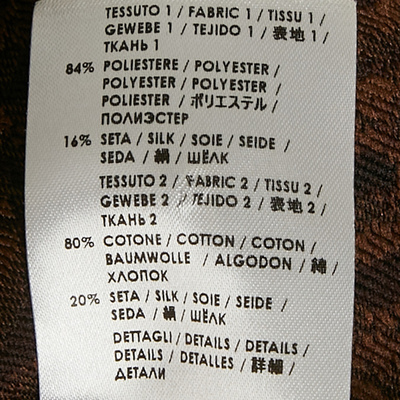 TESSUTO 1 / FABRIC 1 / TISSU 1 /
GEWEBE 1 / TEJIDO 1 / 表地 1 /
ТКАНЬ 1
84% POLIESTERE / POLYESTER /
POLYESTER / POLYESTER /
POLIESTER / ポリエステル /
ПОЛИЭСТЕР
16% SETA / SILK / SOIE / SEIDE /
SEDA / 絹 / ШЁЛК
TESSUTO 2 / FABRIC 2 / TISSU 2 /
GEWEBE 2 / TEJIDO 2 / 表地 2 /
ТКАНЬ 2
80% COTONE / COTTON / COTON /
BAUMWOLLE / ALGODON / 綿 /
ХЛОПОК
20% SETA / SILK / SOIE / SEIDE /
SEDA / 絹 / ШЁЛК
DETTAGLI / DETAILS / DETAILS /
DETAILS / DETALLES / 詳細 /
ДЕТАЛИ